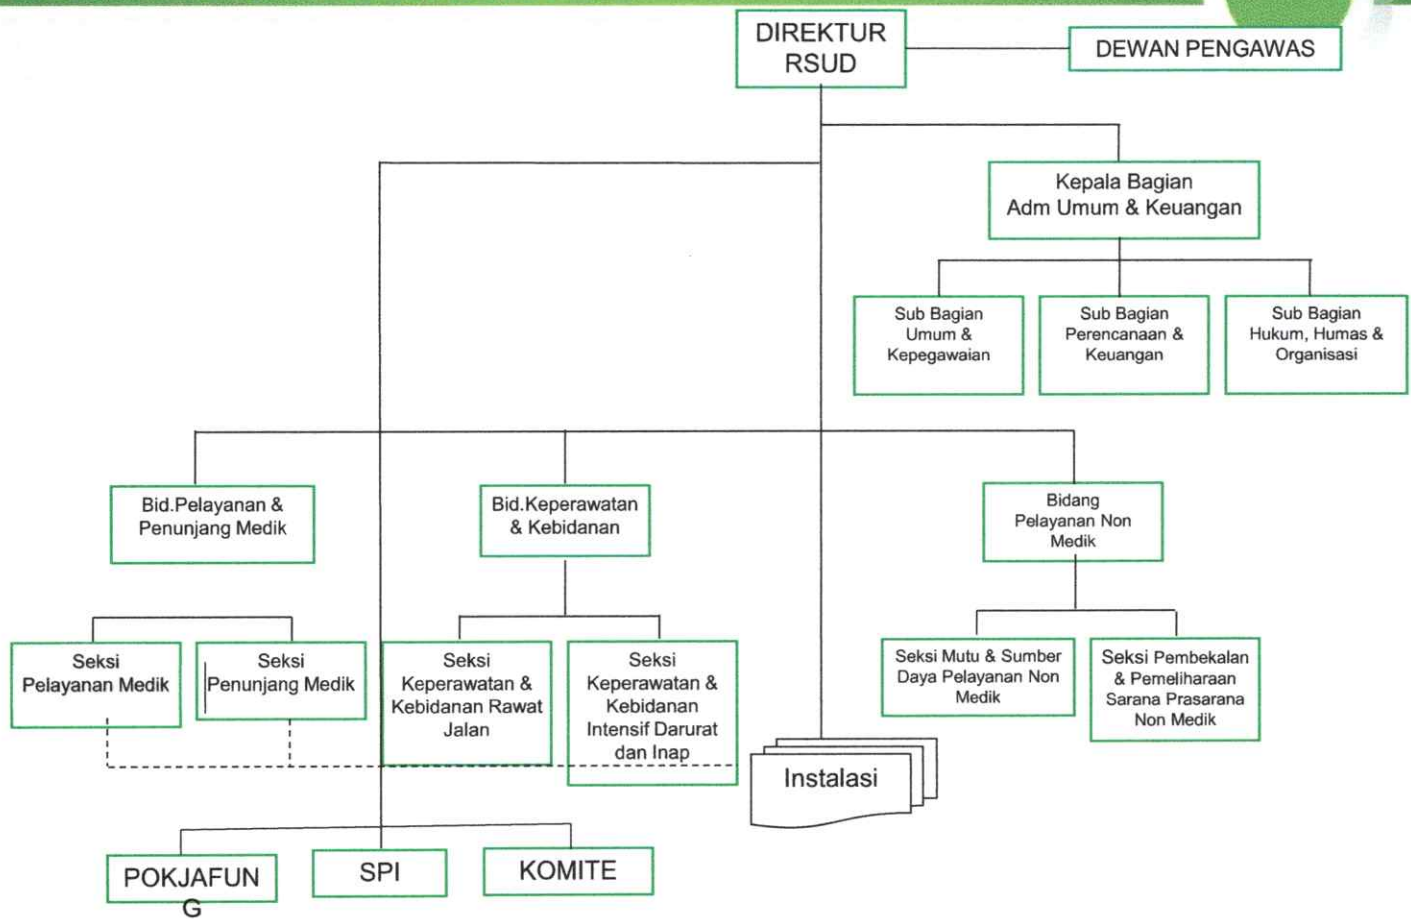 DIREKTUR
RSUD
DEWAN PENGAWAS
Kepala Bagian
Adm Umum & Keuangan
Sub Bagian
Umum &
Kepegawaian
Sub Bagian
Perencanaan &
Keuangan
Sub Bagian
Hukum, Humas &
Organisasi
Bid.Pelayanan &
Penunjang Medik
Bid.Keperawatan
& Kebidanan
Bidang
Pelayanan Non
Medik
Seksi
Pelayanan Medik
Seksi
Penunjang Medik
Seksi
Keperawatan &
Kebidanan Rawat
Jalan
Seksi
Keperawatan &
Kebidanan
Intensif Darurat
dan Inap
Seksi Mutu & Sumber
Daya Pelayanan Non
Medik
Seksi Pembekalan
& Pemeliharaan
Sarana Prasarana
Non Medik
Instalasi
POKJAFUN
G
SPI
KOMITE